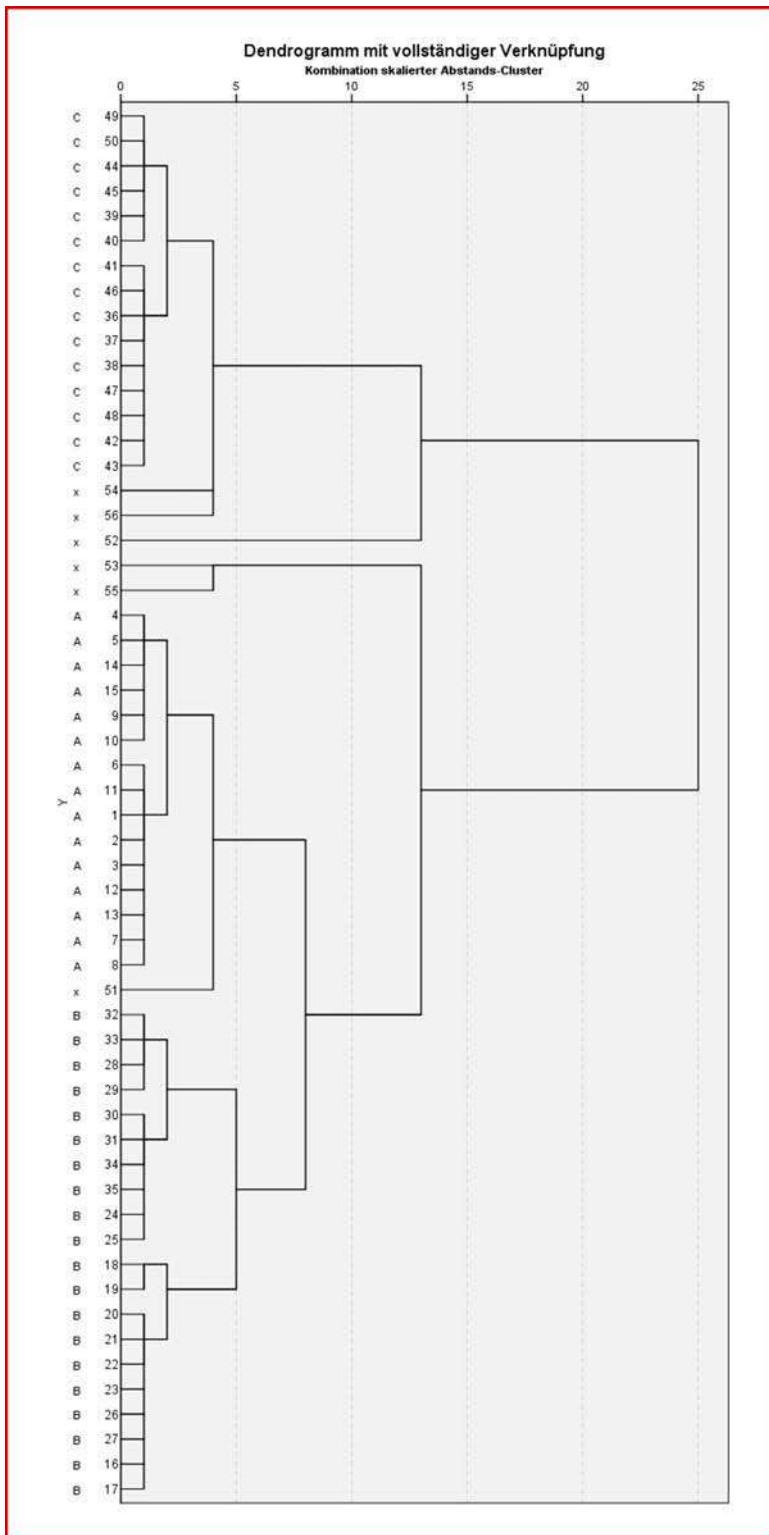 Dendrogramm mit vollständiger Verknüpfung
Kombination skalierter Abstands-Cluster
0 5 10 15 20 25
C 49
C 50
C 44
C 45
C 39
C 40
C 41
C 46
C 36
C 37
C 38
C 47
C 48
C 42
C 43
x 54
x 56
x 52
x 53
x 55
A 4
A 5
A 14
A 15
A 9
A 10
A 6
A 11
Y
A 1
A 2
A 3
A 12
A 13
A 7
A 8
x 51
B 32
B 33
B 28
B 29
B 30
B 31
B 34
B 35
B 24
B 25
B 18
B 19
B 20
B 21
B 22
B 23
B 26
B 27
B 16
B 17